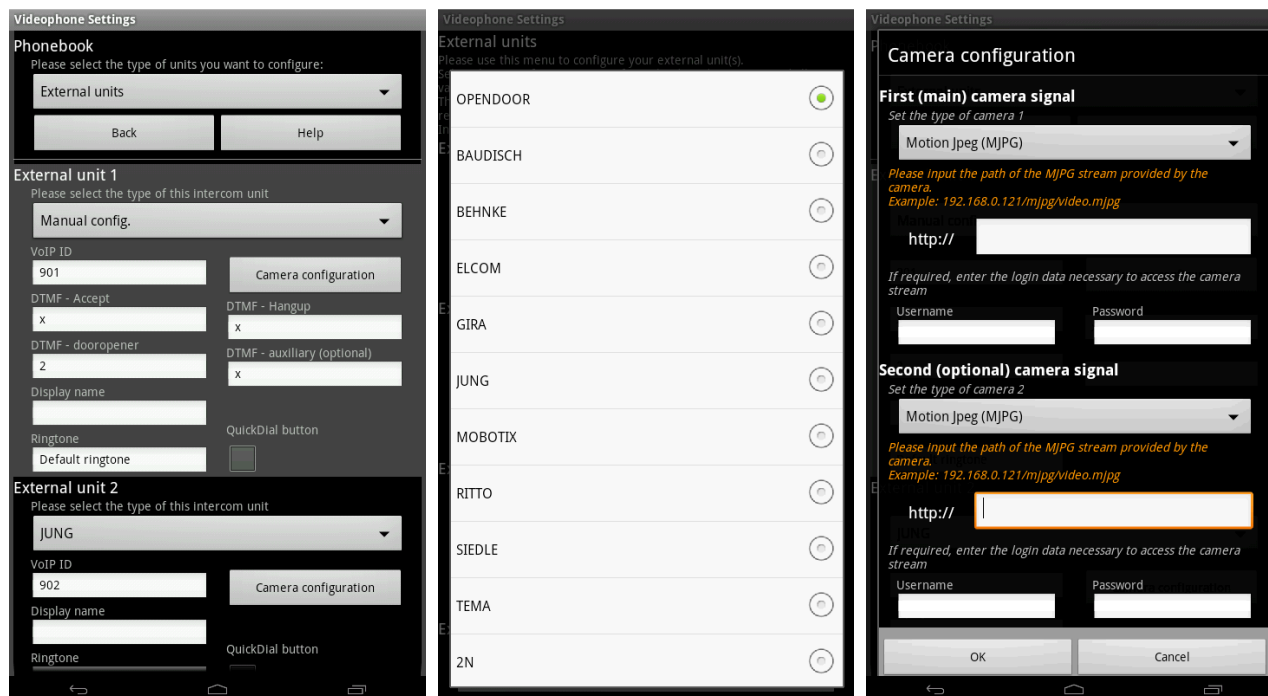 Videophone Settings
Phonebook
Please select the type of units you want to configure:
External units
Back
Help
External unit 1
Please select the type of this intercom unit
Manual config.
VoIP ID
901
Camera configuration
DTMF - Accept
x
DTMF - Hangup
x
DTMF - dooropener
2
DTMF - auxiliary (optional)
x
Display name
Ringtone
Default ringtone
QuickDial button
External unit 2
Please select the type of this intercom unit
JUNG
VoIP ID
902
Camera configuration
Display name
Ringtone
QuickDial button
Videophone Settings
External units
Please use this menu to configure your external unit(s).
OPENDOOR
BAUDISCH
BEHNKE
ELCOM
GIRA
JUNG
MOBOTIX
RITTO
SIEDLE
TEMA
2N
Videophone Settings
Camera configuration
First (main) camera signal
Set the type of camera 1
Motion Jpeg (MJPG)
Please input the path of the MJPG stream provided by the
camera.
Example: 192.168.0.121/mjpg/video.mjpg
http://
If required, enter the login data necessary to access the camera
stream
Username
Password
Second (optional) camera signal
Set the type of camera 2
Motion Jpeg (MJPG)
Please input the path of the MJPG stream provided by the
camera.
Example: 192.168.0.121/mjpg/video.mjpg
http://
If required, enter the login data necessary to access the camera
stream
Username
Password
OK
Cancel